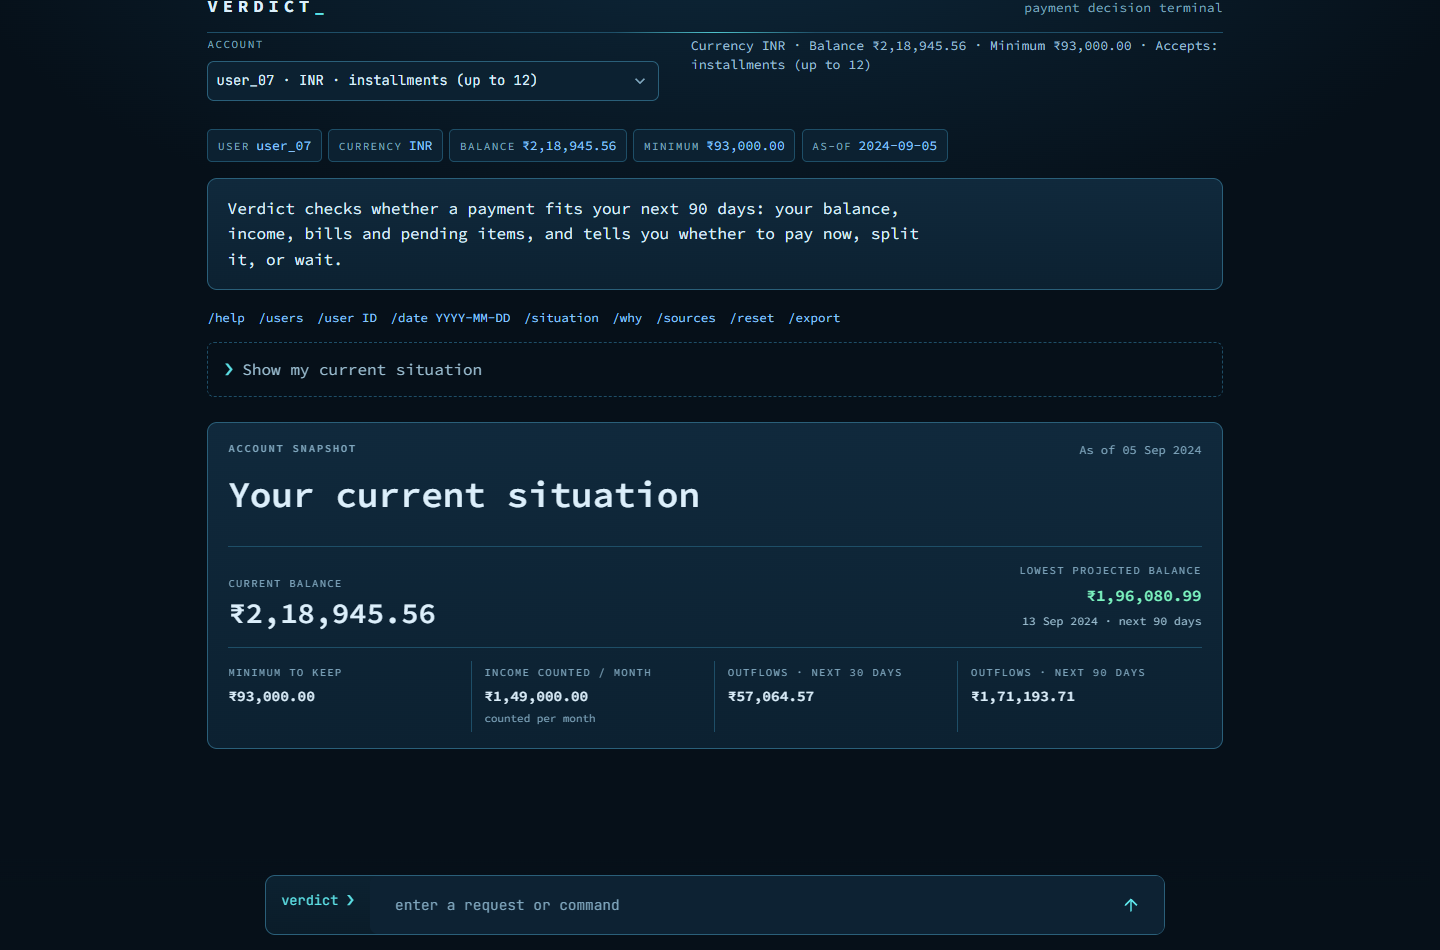 VERDICT_
payment decision terminal
ACCOUNT
user_07 · INR · installments (up to 12)
Currency INR · Balance ₹2,18,945.56 · Minimum ₹93,000.00 · Accepts:
installments (up to 12)
USER user_07
CURRENCY INR
BALANCE ₹2,18,945.56
MINIMUM ₹93,000.00
AS-OF 2024-09-05
Verdict checks whether a payment fits your next 90 days: your balance,
income, bills and pending items, and tells you whether to pay now, split
it, or wait.
/help /users /user ID /date YYYY-MM-DD /situation /why /sources /reset /export
❯ Show my current situation
ACCOUNT SNAPSHOT
As of 05 Sep 2024
Your current situation
CURRENT BALANCE
₹2,18,945.56
LOWEST PROJECTED BALANCE
₹1,96,080.99
13 Sep 2024 · next 90 days
MINIMUM TO KEEP
₹93,000.00
INCOME COUNTED / MONTH
₹1,49,000.00
counted per month
OUTFLOWS · NEXT 30 DAYS
₹57,064.57
OUTFLOWS · NEXT 90 DAYS
₹1,71,193.71
verdict ❯
enter a request or command